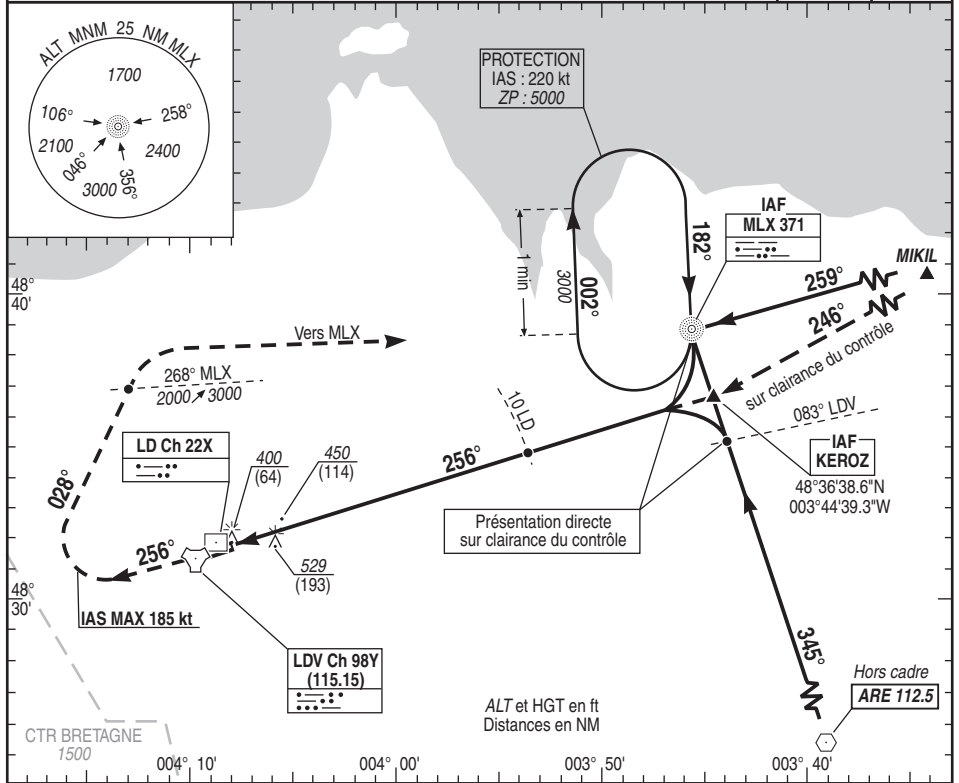 ALT MNM 25 NM MLX
1700
106°
258°
2100
2400
046°
3000
356°
PROTECTION
IAS : 220 kt
ZP : 5000
182°
IAF
MLX 371
1 min
3000
002°
MIKIL
259°
246°
sur clairance du contrôle
48°
40'
Vers MLX
268° MLX
2000 ↗ 3000
10 LD
083° LDV
LD Ch 22X
400
(64)
450
(114)
256°
IAF
KEROZ
48°36'38.6"N
003°44'39.3"W
028°
Présentation directe
sur clairance du contrôle
256°
529
(193)
48°
30'
IAS MAX 185 kt
345°
LDV Ch 98Y
(115.15)
Hors cadre
ARE 112.5
ALT et HGT en ft
Distances en NM
CTR BRETAGNE
1500
004° 10'
004° 00'
003° 50'
003° 40'